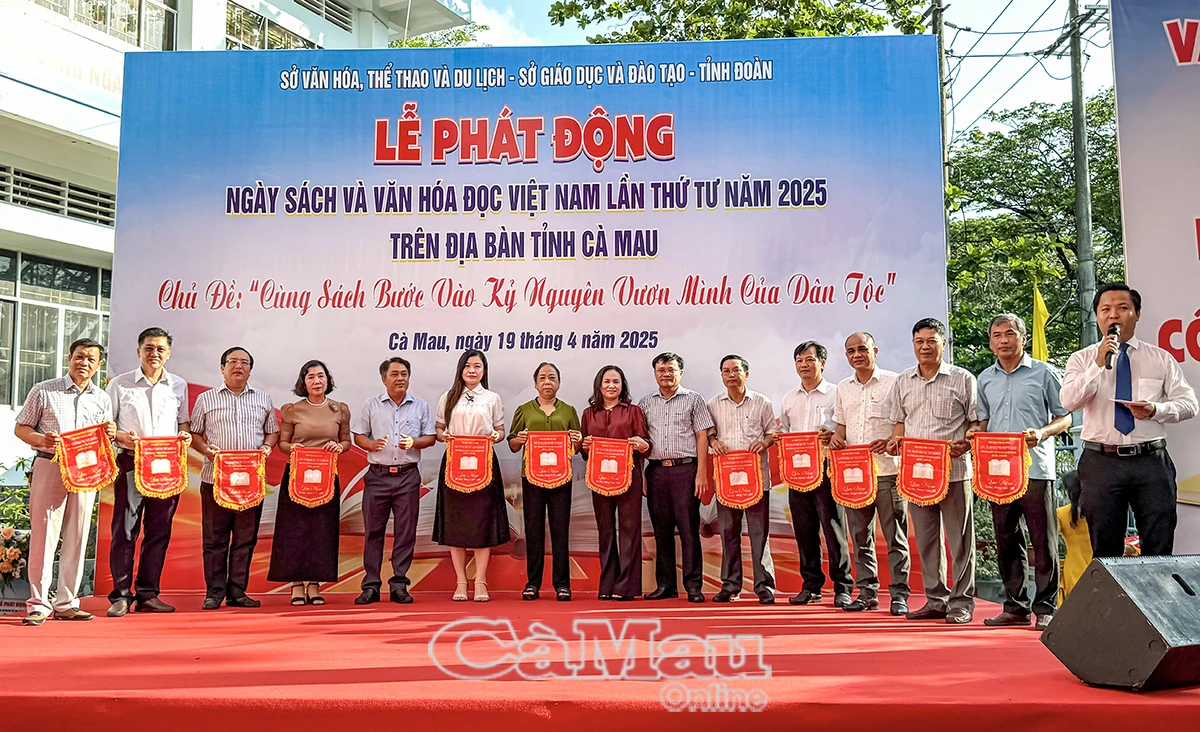 SỞ VĂN HÓA, THỂ THAO VÀ DU LỊCH - SỞ GIÁO DỤC VÀ ĐÀO TẠO - TỈNH ĐOÀN
LỄ PHÁT ĐỘNG
NGÀY SÁCH VÀ VĂN HÓA ĐỌC VIỆT NAM LẦN THỨ TƯ NĂM 2025
TRÊN ĐỊA BÀN TỈNH CÀ MAU
Chủ Đề: "Cùng Sách Bước Vào Kỷ Nguyên Vươn Mình Của Dân Tộc"
Cà Mau, ngày 19 tháng 4 năm 2025
CàMau
Online